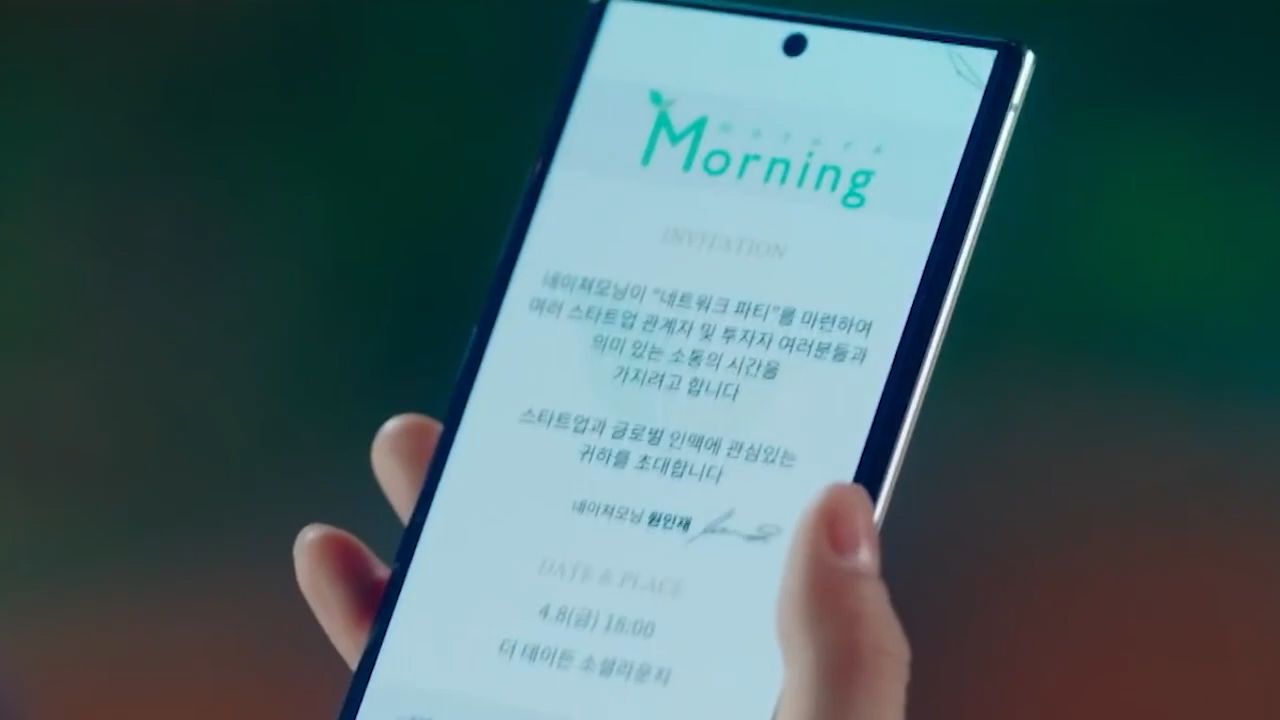 nature
Morning
INVITATION
네이쳐모닝이 "네트워크 파티"를 마련하여
여러 스타트업 관계자 및 투자자 여러분들과
의미 있는 소통의 시간을
가지려고 합니다
스타트업과 글로벌 인맥에 관심있는
귀하를 초대합니다
네이쳐모닝 원인재
DATE & PLACE
4.8(금) 18:00
더 데이든 소셜라운지